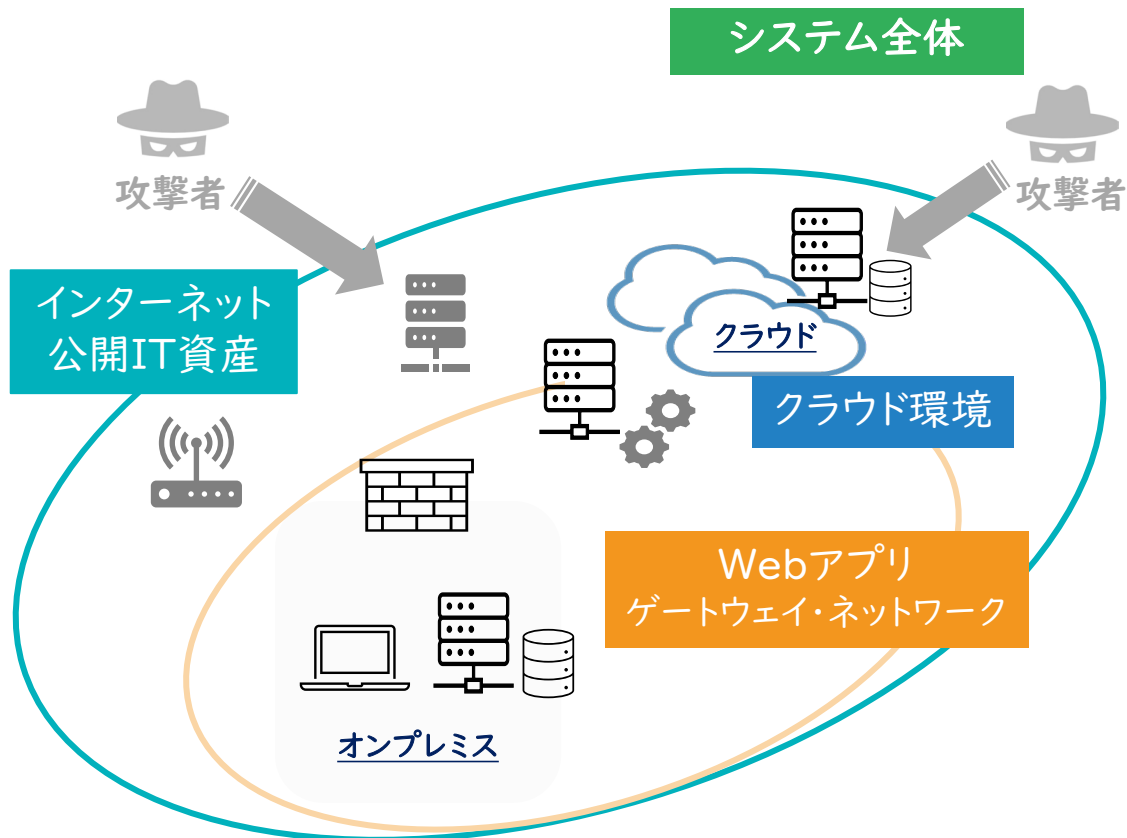 システム全体
攻撃者
攻撃者
インターネット
公開IT資産
クラウド
クラウド環境
Webアプリ
ゲートウェイ・ネットワーク
オンプレミス